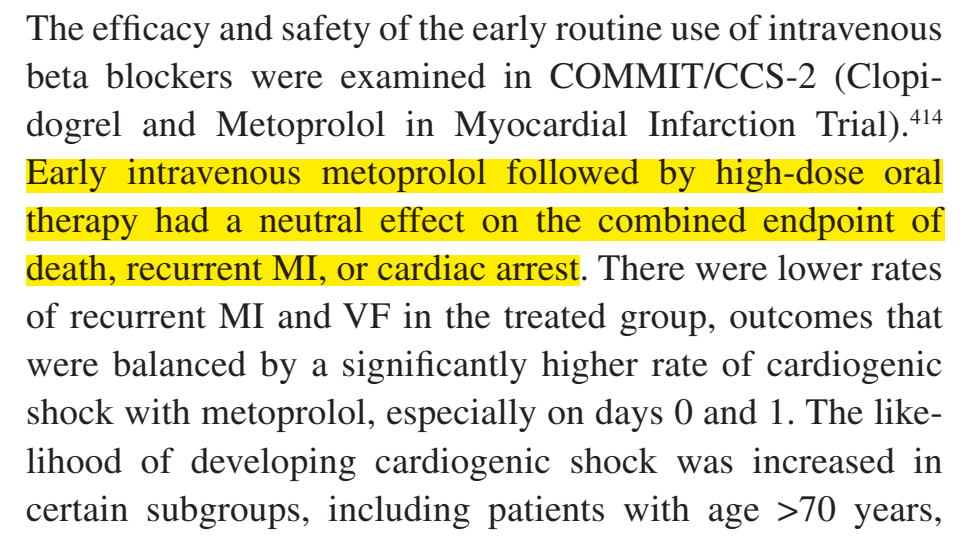 The efficacy and safety of the early routine use of intravenous
beta blockers were examined in COMMIT/CCS-2 (Clopi-
dogrel and Metoprolol in Myocardial Infarction Trial).414
Early intravenous metoprolol followed by high-dose oral
therapy had a neutral effect on the combined endpoint of
death, recurrent MI, or cardiac arrest. There were lower rates
of recurrent MI and VF in the treated group, outcomes that
were balanced by a significantly higher rate of cardiogenic
shock with metoprolol, especially on days 0 and 1. The like-
lihood of developing cardiogenic shock was increased in
certain subgroups, including patients with age >70 years,